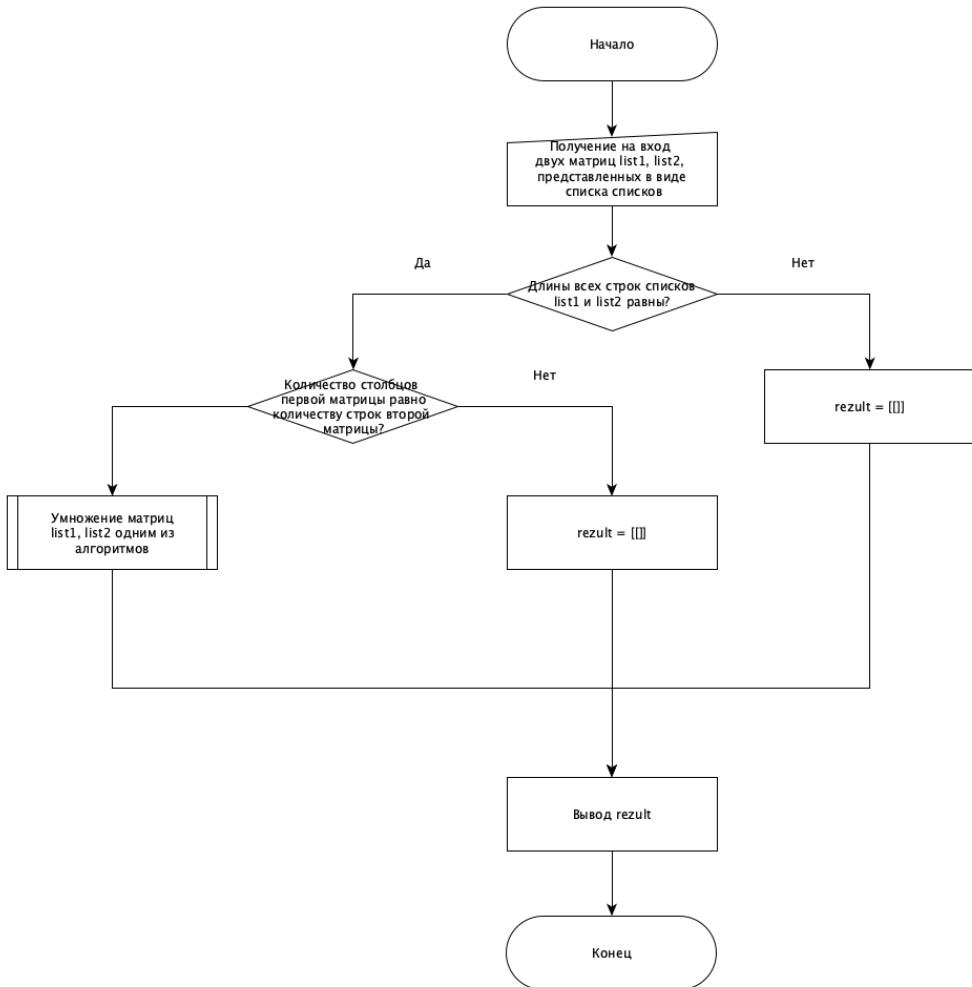 Начало
Получение на вход
двух матриц list1, list2,
представленных в виде
списка списков
Да
Нет
Длины всех строк списков
list1 и list2 равны?
Количество столбцов
первой матрицы равно
количеству строк второй
матрицы?
Нет
rezult = [[]]
Умножение матриц
list1, list2 одним из
алгоритмов
rezult = [[]]
Вывод rezult
Конец